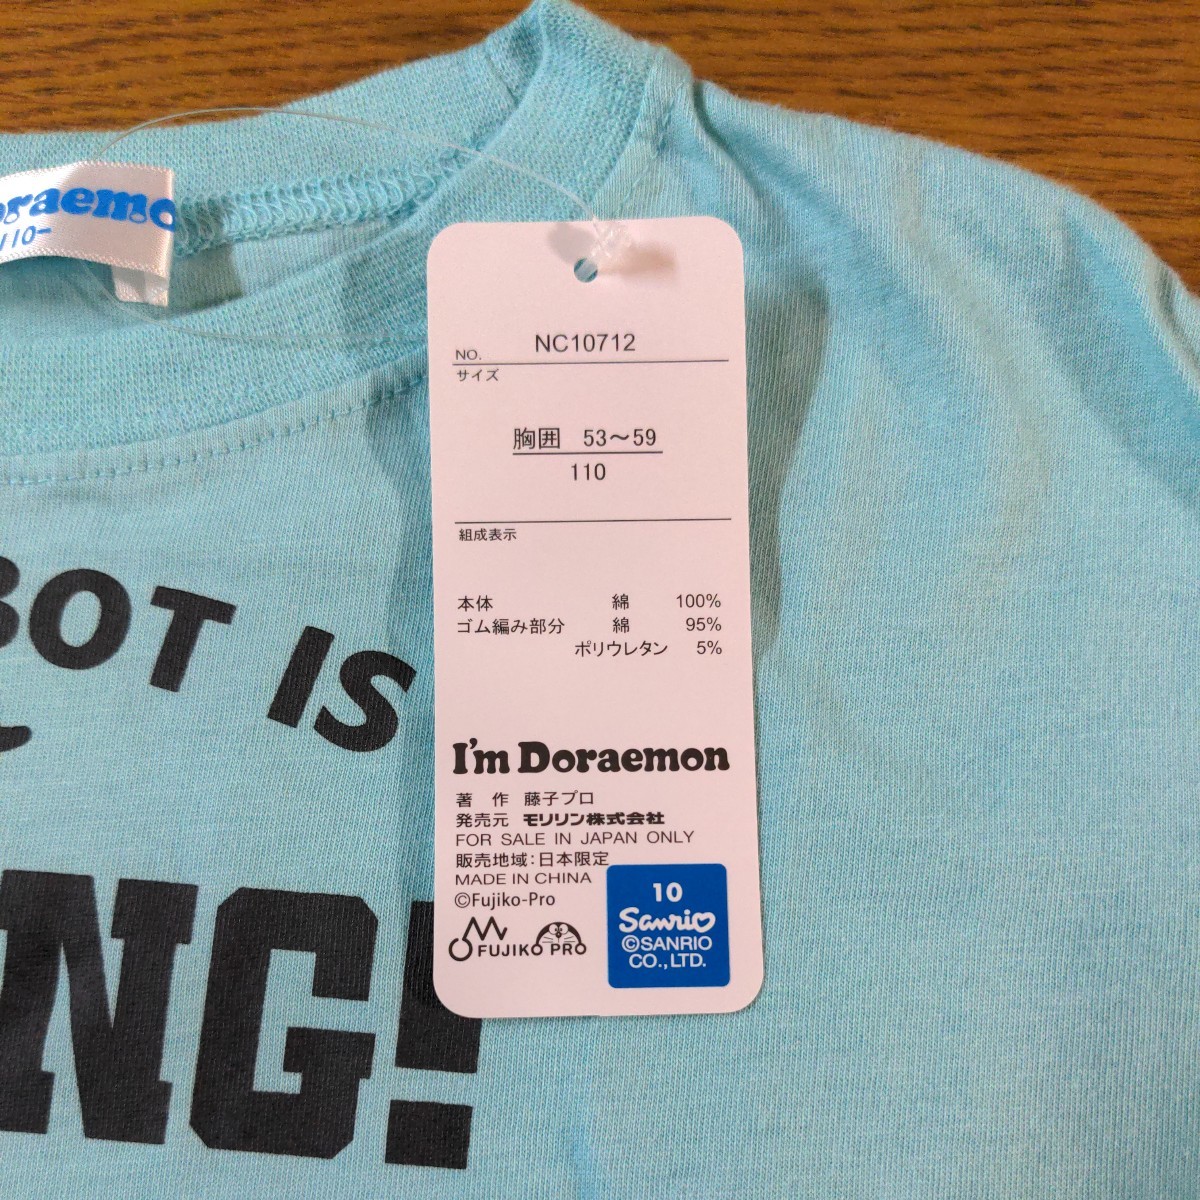 oraemo
110-
NO. NC10712
サイズ
胸囲 53～59
110
組成表示
本体 綿 100%
ゴム編み部分 綿 95%
ポリウレタン 5%
I'm Doraemon
著 作 藤子プロ
発売元 モリリン株式会社
FOR SALE IN JAPAN ONLY
販売地域:日本限定
MADE IN CHINA
©Fujiko-Pro
FUJIKO PRO
10
Sanrio
©SANRIO
CO.,LTD.
BOT IS
NG!